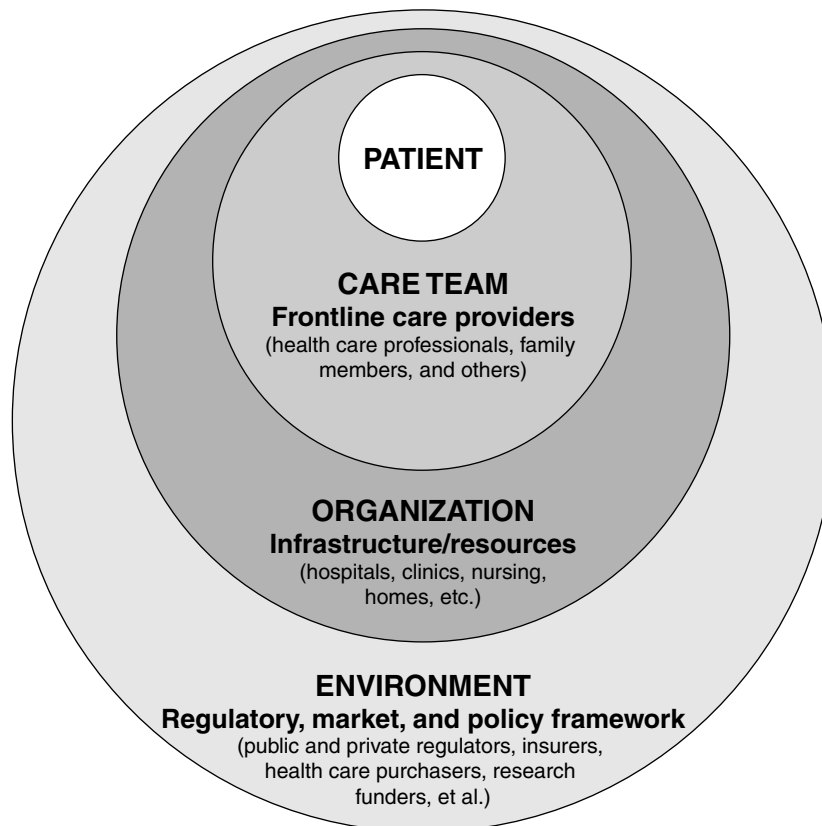 PATIENT
CARE TEAM
Frontline care providers
(health care professionals, family
members, and others)
ORGANIZATION
Infrastructure/resources
(hospitals, clinics, nursing,
homes, etc.)
ENVIRONMENT
Regulatory, market, and policy framework
(public and private regulators, insurers,
health care purchasers, research
funders, et al.)